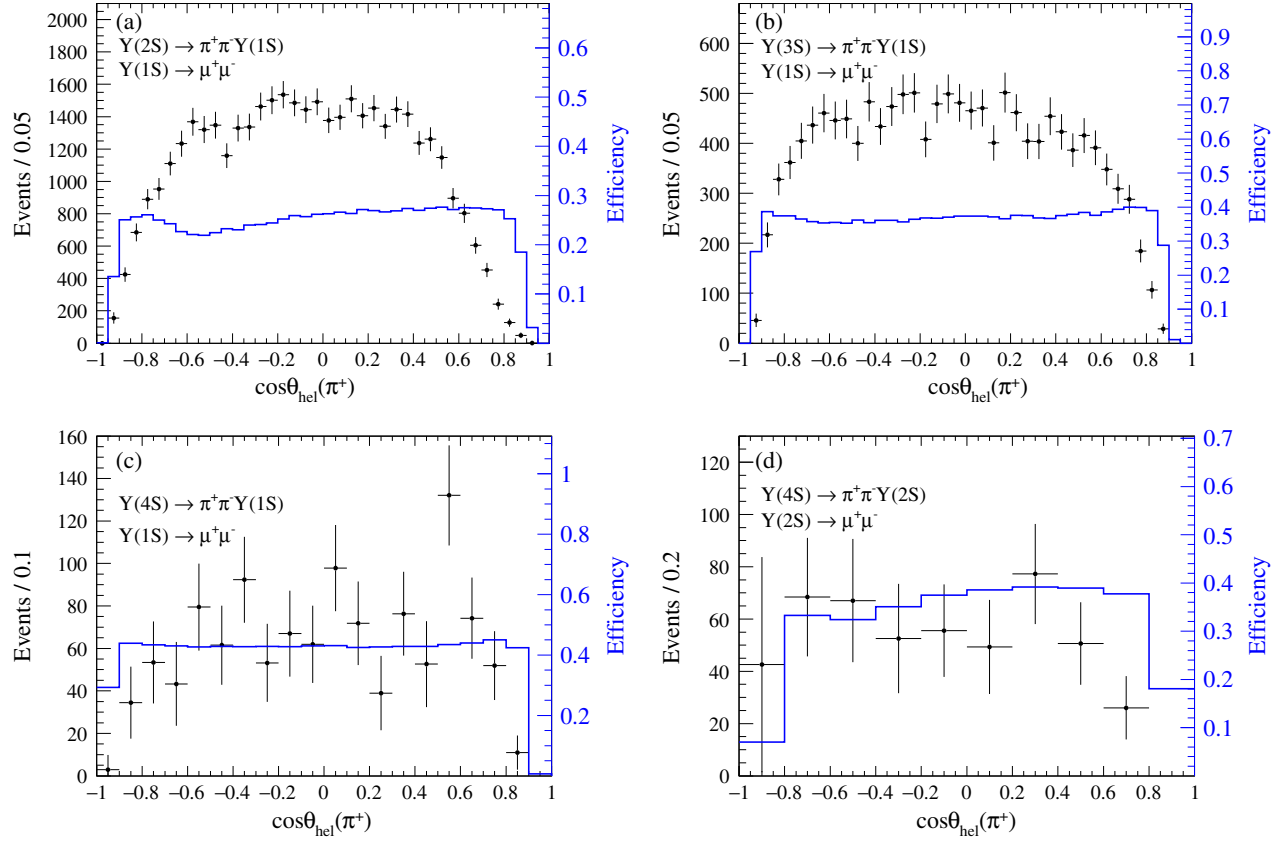 (a)
Υ(2S) → π⁺π⁻Υ(1S)
Υ(1S) → μ⁺μ⁻
Events / 0.05
0 200 400 600 800 1000 1200 1400 1600 1800 2000
Efficiency
0.1 0.2 0.3 0.4 0.5 0.6
−1 −0.8 −0.6 −0.4 −0.2 0 0.2 0.4 0.6 0.8 1
cosθhel(π⁺)
(b)
Υ(3S) → π⁺π⁻Υ(1S)
Υ(1S) → μ⁺μ⁻
Events / 0.05
0 100 200 300 400 500 600
Efficiency
0.1 0.2 0.3 0.4 0.5 0.6 0.7 0.8 0.9
−1 −0.8 −0.6 −0.4 −0.2 0 0.2 0.4 0.6 0.8 1
cosθhel(π⁺)
(c)
Υ(4S) → π⁺π⁻Υ(1S)
Υ(1S) → μ⁺μ⁻
Events / 0.1
0 20 40 60 80 100 120 140 160
Efficiency
0.2 0.4 0.6 0.8 1
−1 −0.8 −0.6 −0.4 −0.2 0 0.2 0.4 0.6 0.8 1
cosθhel(π⁺)
(d)
Υ(4S) → π⁺π⁻Υ(2S)
Υ(2S) → μ⁺μ⁻
Events / 0.2
0 20 40 60 80 100 120
Efficiency
0.1 0.2 0.3 0.4 0.5 0.6 0.7
−1 −0.8 −0.6 −0.4 −0.2 0 0.2 0.4 0.6 0.8 1
cosθhel(π⁺)